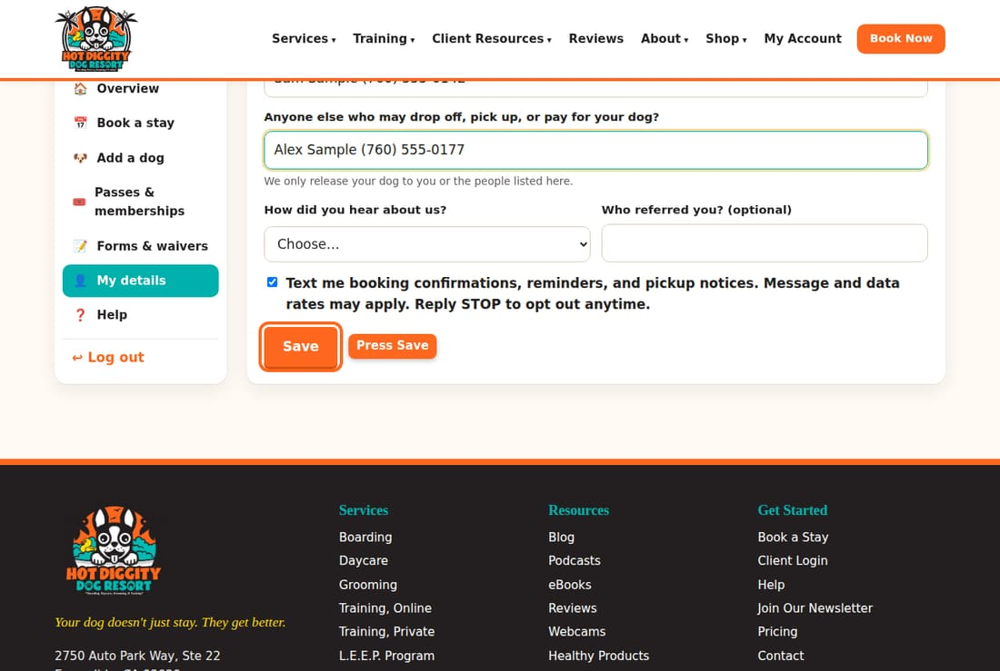 HOT DIGGITY
DOG RESORT
Services ▾
Training ▾
Client Resources ▾
Reviews
About ▾
Shop ▾
My Account
Book Now
🏠 Overview
📅 Book a stay
🐶 Add a dog
🎟️ Passes &
memberships
📝 Forms & waivers
👤 My details
❓ Help
↩ Log out
Anyone else who may drop off, pick up, or pay for your dog?
Alex Sample (760) 555-0177
We only release your dog to you or the people listed here.
How did you hear about us?
Who referred you? (optional)
Choose...
Text me booking confirmations, reminders, and pickup notices. Message and data
rates may apply. Reply STOP to opt out anytime.
Save
Press Save
HOT DIGGITY
DOG RESORT
Your dog doesn't just stay. They get better.
2750 Auto Park Way, Ste 22
Services
Boarding
Daycare
Grooming
Training, Online
Training, Private
L.E.E.P. Program
Resources
Blog
Podcasts
eBooks
Reviews
Webcams
Healthy Products
Get Started
Book a Stay
Client Login
Help
Join Our Newsletter
Pricing
Contact